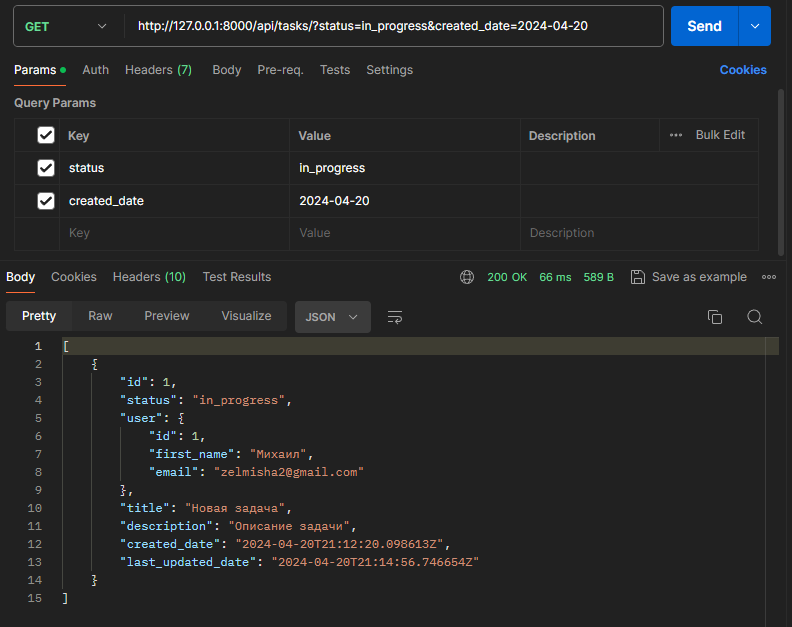 GET http://127.0.0.1:8000/api/tasks/?status=in_progress&created_date=2024-04-20 Send
Params Auth Headers (7) Body Pre-req. Tests Settings Cookies
Query Params
Key Value Description Bulk Edit
status in_progress
created_date 2024-04-20
Key Value Description
Body Cookies Headers (10) Test Results 200 OK 66 ms 589 B Save as example
Pretty Raw Preview Visualize JSON
1 [
2 {
3 "id": 1,
4 "status": "in_progress",
5 "user": {
6 "id": 1,
7 "first_name": "Михаил",
8 "email": "zelmisha2@gmail.com"
9 },
10 "title": "Новая задача",
11 "description": "Описание задачи",
12 "created_date": "2024-04-20T21:12:20.098613Z",
13 "last_updated_date": "2024-04-20T21:14:56.746654Z"
14 }
15 ]